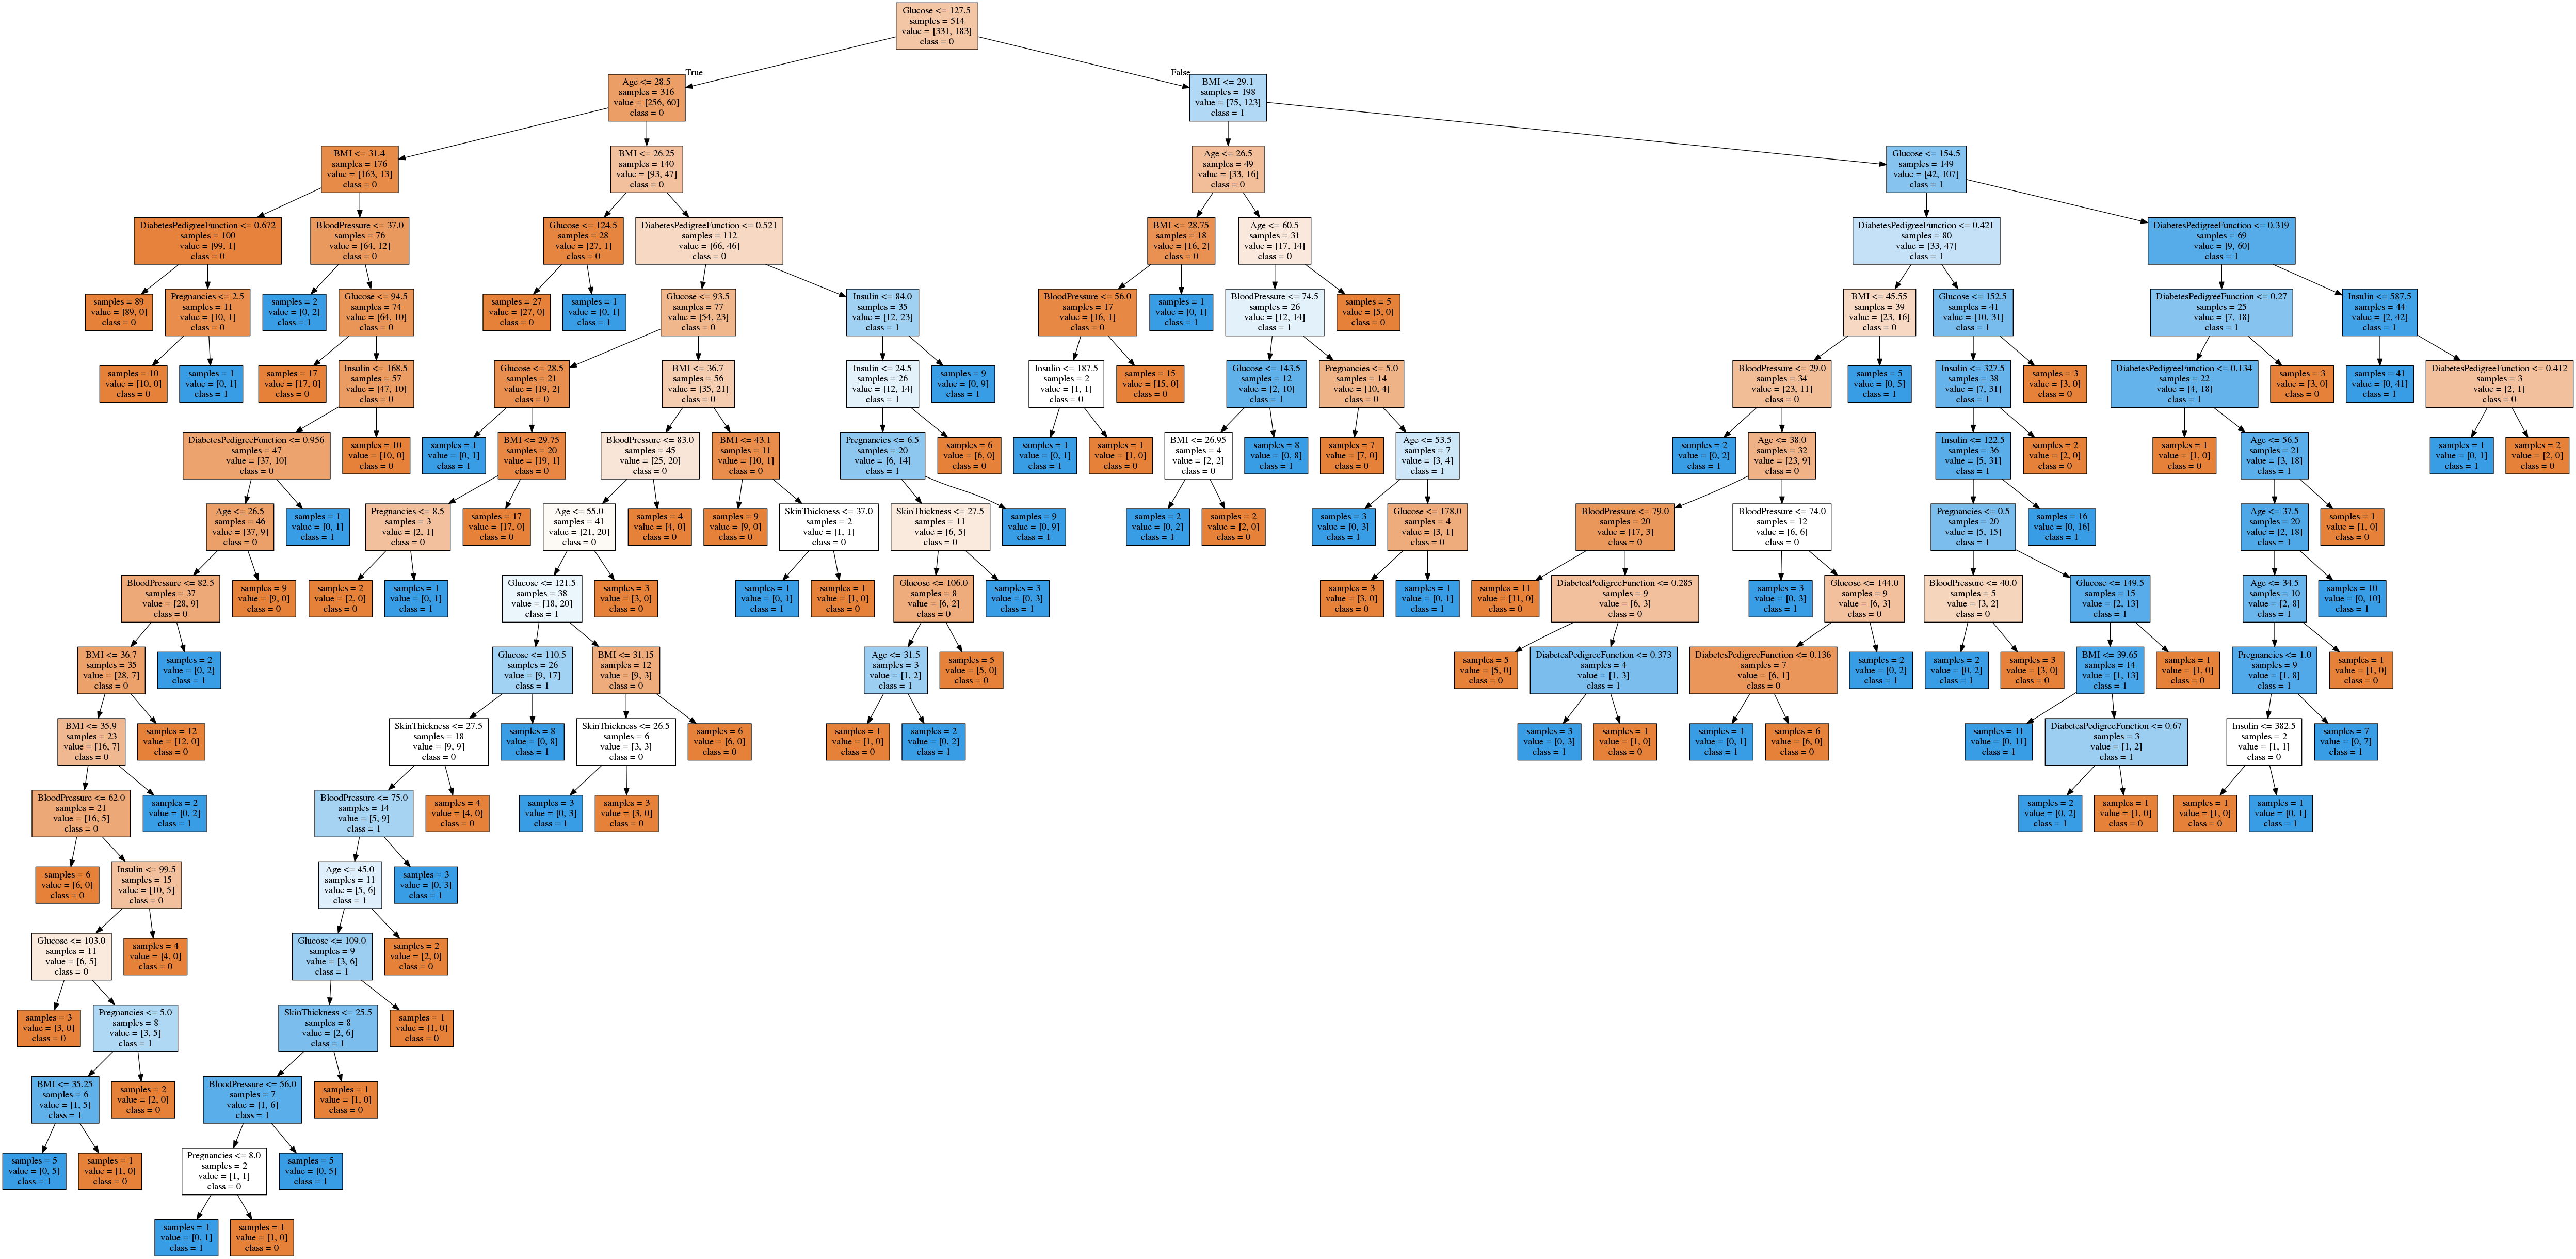 Glucose <= 127.5
samples = 514
value = [331, 183]
class = 0
True
False
Age <= 28.5
samples = 316
value = [256, 60]
class = 0
BMI <= 29.1
samples = 198
value = [75, 123]
class = 1
BMI <= 31.4
samples = 176
value = [163, 13]
class = 0
BMI <= 26.25
samples = 140
value = [93, 47]
class = 0
Age <= 26.5
samples = 49
value = [33, 16]
class = 0
Glucose <= 154.5
samples = 149
value = [42, 107]
class = 1
DiabetesPedigreeFunction <= 0.672
samples = 100
value = [99, 1]
class = 0
BloodPressure <= 37.0
samples = 76
value = [64, 12]
class = 0
Glucose <= 124.5
samples = 28
value = [27, 1]
class = 0
DiabetesPedigreeFunction <= 0.521
samples = 112
value = [66, 46]
class = 0
BMI <= 28.75
samples = 18
value = [16, 2]
class = 0
Age <= 60.5
samples = 31
value = [17, 14]
class = 0
DiabetesPedigreeFunction <= 0.421
samples = 80
value = [33, 47]
class = 1
DiabetesPedigreeFunction <= 0.319
samples = 69
value = [9, 60]
class = 1
samples = 89
value = [89, 0]
class = 0
Pregnancies <= 2.5
samples = 11
value = [10, 1]
class = 0
samples = 2
value = [0, 2]
class = 1
Glucose <= 94.5
samples = 74
value = [64, 10]
class = 0
samples = 27
value = [27, 0]
class = 0
samples = 1
value = [0, 1]
class = 1
Glucose <= 93.5
samples = 77
value = [54, 23]
class = 0
Insulin <= 84.0
samples = 35
value = [12, 23]
class = 1
BloodPressure <= 56.0
samples = 17
value = [16, 1]
class = 0
samples = 1
value = [0, 1]
class = 1
BloodPressure <= 74.5
samples = 26
value = [12, 14]
class = 1
samples = 5
value = [5, 0]
class = 0
BMI <= 45.55
samples = 39
value = [23, 16]
class = 0
Glucose <= 152.5
samples = 41
value = [10, 31]
class = 1
DiabetesPedigreeFunction <= 0.27
samples = 25
value = [7, 18]
class = 1
Insulin <= 587.5
samples = 44
value = [2, 42]
class = 1
samples = 10
value = [10, 0]
class = 0
samples = 1
value = [0, 1]
class = 1
samples = 17
value = [17, 0]
class = 0
Insulin <= 168.5
samples = 57
value = [47, 10]
class = 0
Glucose <= 28.5
samples = 21
value = [19, 2]
class = 0
BMI <= 36.7
samples = 56
value = [35, 21]
class = 0
Insulin <= 24.5
samples = 26
value = [12, 14]
class = 1
samples = 9
value = [0, 9]
class = 1
Insulin <= 187.5
samples = 2
value = [1, 1]
class = 0
samples = 15
value = [15, 0]
class = 0
Glucose <= 143.5
samples = 12
value = [2, 10]
class = 1
Pregnancies <= 5.0
samples = 14
value = [10, 4]
class = 0
BloodPressure <= 29.0
samples = 34
value = [23, 11]
class = 0
samples = 5
value = [0, 5]
class = 1
Insulin <= 327.5
samples = 38
value = [7, 31]
class = 1
samples = 3
value = [3, 0]
class = 0
DiabetesPedigreeFunction <= 0.134
samples = 22
value = [4, 18]
class = 1
samples = 3
value = [3, 0]
class = 0
samples = 41
value = [0, 41]
class = 1
DiabetesPedigreeFunction <= 0.412
samples = 3
value = [2, 1]
class = 0
DiabetesPedigreeFunction <= 0.956
samples = 47
value = [37, 10]
class = 0
samples = 10
value = [10, 0]
class = 0
samples = 1
value = [0, 1]
class = 1
BMI <= 29.75
samples = 20
value = [19, 1]
class = 0
BloodPressure <= 83.0
samples = 45
value = [25, 20]
class = 0
BMI <= 43.1
samples = 11
value = [10, 1]
class = 0
Pregnancies <= 6.5
samples = 20
value = [6, 14]
class = 1
samples = 6
value = [6, 0]
class = 0
samples = 1
value = [0, 1]
class = 1
samples = 1
value = [1, 0]
class = 0
BMI <= 26.95
samples = 4
value = [2, 2]
class = 0
samples = 8
value = [0, 8]
class = 1
samples = 7
value = [7, 0]
class = 0
Age <= 53.5
samples = 7
value = [3, 4]
class = 1
samples = 2
value = [0, 2]
class = 1
Age <= 38.0
samples = 32
value = [23, 9]
class = 0
Insulin <= 122.5
samples = 36
value = [5, 31]
class = 1
samples = 2
value = [2, 0]
class = 0
samples = 1
value = [1, 0]
class = 0
Age <= 56.5
samples = 21
value = [3, 18]
class = 1
samples = 1
value = [0, 1]
class = 1
samples = 2
value = [2, 0]
class = 0
Age <= 26.5
samples = 46
value = [37, 9]
class = 0
samples = 1
value = [0, 1]
class = 1
Pregnancies <= 8.5
samples = 3
value = [2, 1]
class = 0
samples = 17
value = [17, 0]
class = 0
Age <= 55.0
samples = 41
value = [21, 20]
class = 0
samples = 4
value = [4, 0]
class = 0
samples = 9
value = [9, 0]
class = 0
SkinThickness <= 37.0
samples = 2
value = [1, 1]
class = 0
SkinThickness <= 27.5
samples = 11
value = [6, 5]
class = 0
samples = 9
value = [0, 9]
class = 1
samples = 2
value = [0, 2]
class = 1
samples = 2
value = [2, 0]
class = 0
samples = 3
value = [0, 3]
class = 1
Glucose <= 178.0
samples = 4
value = [3, 1]
class = 0
BloodPressure <= 79.0
samples = 20
value = [17, 3]
class = 0
BloodPressure <= 74.0
samples = 12
value = [6, 6]
class = 0
Pregnancies <= 0.5
samples = 20
value = [5, 15]
class = 1
samples = 16
value = [0, 16]
class = 1
Age <= 37.5
samples = 20
value = [2, 18]
class = 1
samples = 1
value = [1, 0]
class = 0
BloodPressure <= 82.5
samples = 37
value = [28, 9]
class = 0
samples = 9
value = [9, 0]
class = 0
samples = 2
value = [2, 0]
class = 0
samples = 1
value = [0, 1]
class = 1
Glucose <= 121.5
samples = 38
value = [18, 20]
class = 1
samples = 3
value = [3, 0]
class = 0
samples = 1
value = [0, 1]
class = 1
samples = 1
value = [1, 0]
class = 0
Glucose <= 106.0
samples = 8
value = [6, 2]
class = 0
samples = 3
value = [0, 3]
class = 1
samples = 3
value = [3, 0]
class = 0
samples = 1
value = [0, 1]
class = 1
samples = 11
value = [11, 0]
class = 0
DiabetesPedigreeFunction <= 0.285
samples = 9
value = [6, 3]
class = 0
samples = 3
value = [0, 3]
class = 1
Glucose <= 144.0
samples = 9
value = [6, 3]
class = 0
BloodPressure <= 40.0
samples = 5
value = [3, 2]
class = 0
Glucose <= 149.5
samples = 15
value = [2, 13]
class = 1
Age <= 34.5
samples = 10
value = [2, 8]
class = 1
samples = 10
value = [0, 10]
class = 1
BMI <= 36.7
samples = 35
value = [28, 7]
class = 0
samples = 2
value = [0, 2]
class = 1
Glucose <= 110.5
samples = 26
value = [9, 17]
class = 1
BMI <= 31.15
samples = 12
value = [9, 3]
class = 0
Age <= 31.5
samples = 3
value = [1, 2]
class = 1
samples = 5
value = [5, 0]
class = 0
samples = 5
value = [5, 0]
class = 0
DiabetesPedigreeFunction <= 0.373
samples = 4
value = [1, 3]
class = 1
DiabetesPedigreeFunction <= 0.136
samples = 7
value = [6, 1]
class = 0
samples = 2
value = [0, 2]
class = 1
samples = 2
value = [0, 2]
class = 1
samples = 3
value = [3, 0]
class = 0
BMI <= 39.65
samples = 14
value = [1, 13]
class = 1
samples = 1
value = [1, 0]
class = 0
Pregnancies <= 1.0
samples = 9
value = [1, 8]
class = 1
samples = 1
value = [1, 0]
class = 0
BMI <= 35.9
samples = 23
value = [16, 7]
class = 0
samples = 12
value = [12, 0]
class = 0
SkinThickness <= 27.5
samples = 18
value = [9, 9]
class = 0
samples = 8
value = [0, 8]
class = 1
SkinThickness <= 26.5
samples = 6
value = [3, 3]
class = 0
samples = 6
value = [6, 0]
class = 0
samples = 1
value = [1, 0]
class = 0
samples = 2
value = [0, 2]
class = 1
samples = 3
value = [0, 3]
class = 1
samples = 1
value = [1, 0]
class = 0
samples = 1
value = [0, 1]
class = 1
samples = 6
value = [6, 0]
class = 0
samples = 11
value = [0, 11]
class = 1
DiabetesPedigreeFunction <= 0.67
samples = 3
value = [1, 2]
class = 1
Insulin <= 382.5
samples = 2
value = [1, 1]
class = 0
samples = 7
value = [0, 7]
class = 1
BloodPressure <= 62.0
samples = 21
value = [16, 5]
class = 0
samples = 2
value = [0, 2]
class = 1
BloodPressure <= 75.0
samples = 14
value = [5, 9]
class = 1
samples = 4
value = [4, 0]
class = 0
samples = 3
value = [0, 3]
class = 1
samples = 3
value = [3, 0]
class = 0
samples = 2
value = [0, 2]
class = 1
samples = 1
value = [1, 0]
class = 0
samples = 1
value = [1, 0]
class = 0
samples = 1
value = [0, 1]
class = 1
samples = 6
value = [6, 0]
class = 0
Insulin <= 99.5
samples = 15
value = [10, 5]
class = 0
Age <= 45.0
samples = 11
value = [5, 6]
class = 1
samples = 3
value = [0, 3]
class = 1
Glucose <= 103.0
samples = 11
value = [6, 5]
class = 0
samples = 4
value = [4, 0]
class = 0
Glucose <= 109.0
samples = 9
value = [3, 6]
class = 1
samples = 2
value = [2, 0]
class = 0
samples = 3
value = [3, 0]
class = 0
Pregnancies <= 5.0
samples = 8
value = [3, 5]
class = 1
SkinThickness <= 25.5
samples = 8
value = [2, 6]
class = 1
samples = 1
value = [1, 0]
class = 0
BMI <= 35.25
samples = 6
value = [1, 5]
class = 1
samples = 2
value = [2, 0]
class = 0
BloodPressure <= 56.0
samples = 7
value = [1, 6]
class = 1
samples = 1
value = [1, 0]
class = 0
samples = 5
value = [0, 5]
class = 1
samples = 1
value = [1, 0]
class = 0
Pregnancies <= 8.0
samples = 2
value = [1, 1]
class = 0
samples = 5
value = [0, 5]
class = 1
samples = 1
value = [0, 1]
class = 1
samples = 1
value = [1, 0]
class = 0